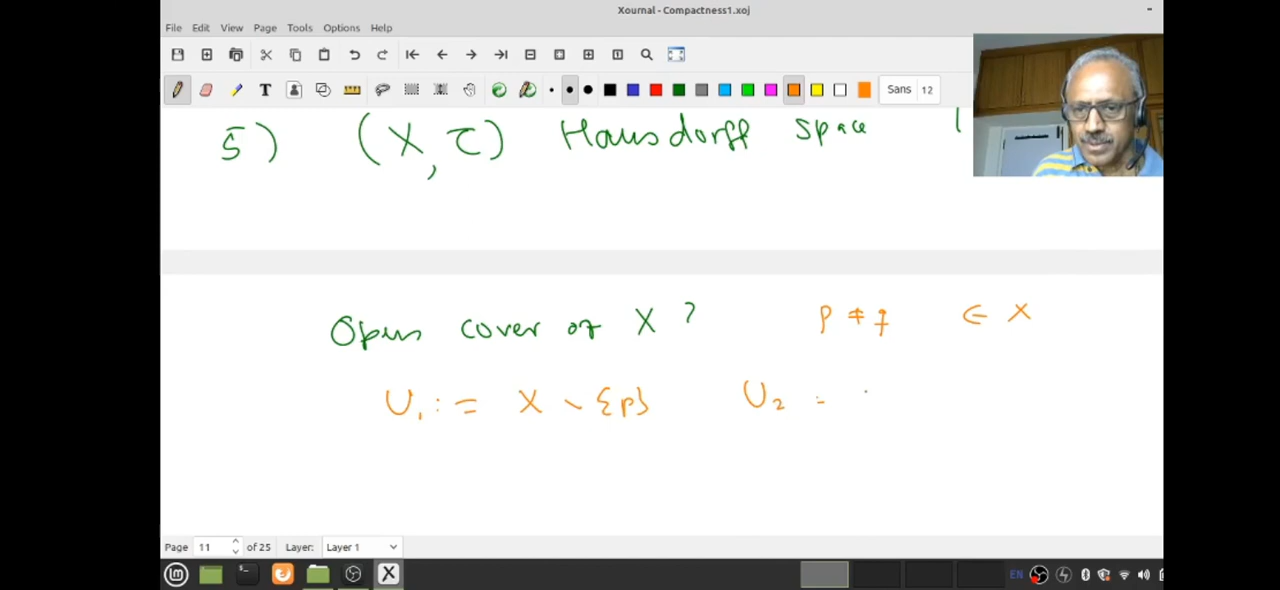 Xournal - Compactness1.xoj
File Edit View Page Tools Options Help
Sans 12
5) (X, τ) Hausdorff space
Open cover of X ?
p ≠ q ∈ X
U₁ := X \ {p}
U₂ =
Page 11 of 25 Layer: Layer 1
EN